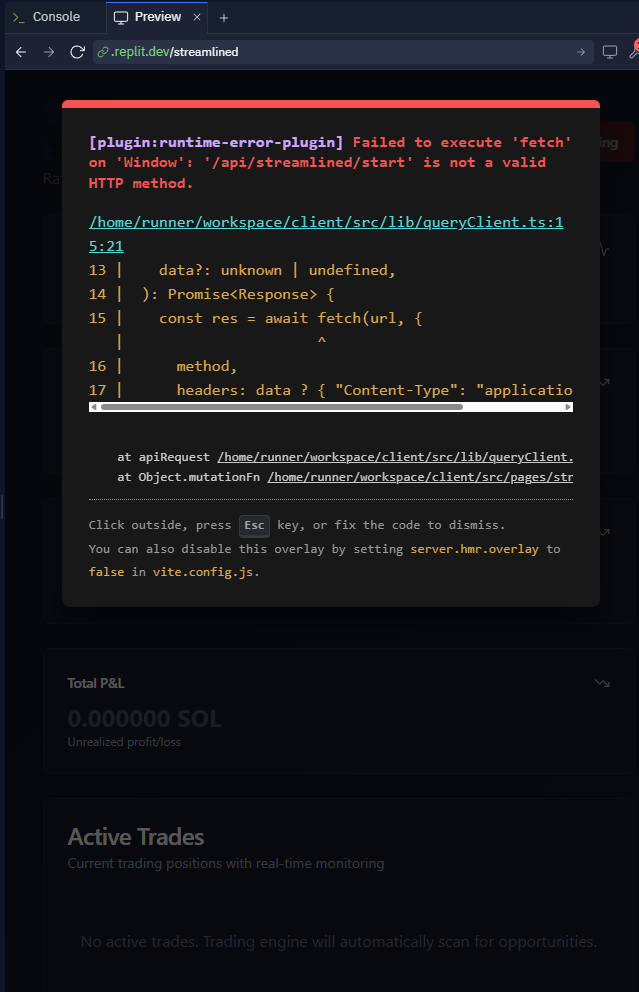 Console
Preview
.replit.dev/streamlined
[plugin:runtime-error-plugin] Failed to execute 'fetch'
on 'Window': '/api/streamlined/start' is not a valid
HTTP method.
/home/runner/workspace/client/src/lib/queryClient.ts:1
5:21
13 |    data?: unknown | undefined,
14 |  ): Promise<Response> {
15 |    const res = await fetch(url, {
   |                      ^
16 |      method,
17 |      headers: data ? { "Content-Type": "applicatio
at apiRequest /home/runner/workspace/client/src/lib/queryClient.
at Object.mutationFn /home/runner/workspace/client/src/pages/str
Click outside, press Esc key, or fix the code to dismiss.
You can also disable this overlay by setting server.hmr.overlay to
false in vite.config.js.
Total P&L
0.000000 SOL
Unrealized profit/loss
Active Trades
Current trading positions with real-time monitoring
No active trades. Trading engine will automatically scan for opportunities.